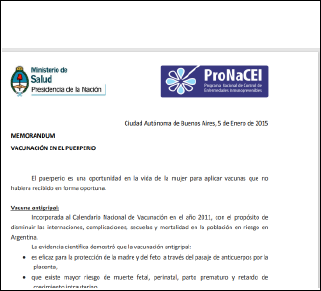 Ministerio de
Salud
Presidencia de la Nación
ProNaCEI
Programa Nacional de Control de
Enfermedades Inmunoprevenibles
Ciudad Autónoma de Buenos Aires, 5 de Enero de 2015
MEMORANDUM
VACUNACIÓN EN EL PUERPERIO
El puerperio es una oportunidad en la vida de la mujer para aplicar vacunas que no
hubiere recibido en forma oportuna.
Vacuna antigripal:
Incorporada al Calendario Nacional de Vacunación en el año 2011, con el propósito de
disminuir las internaciones, complicaciones, secuelas y mortalidad en la población en riesgo en
Argentina.
La evidencia científica demostró que la vacunación antigripal:
• es eficaz para la protección de la madre y del feto a través del pasaje de anticuerpos por la
placenta,
• que existe mayor riesgo de muerte fetal, perinatal, parto prematuro y retardo de
crecimiento intrauterino